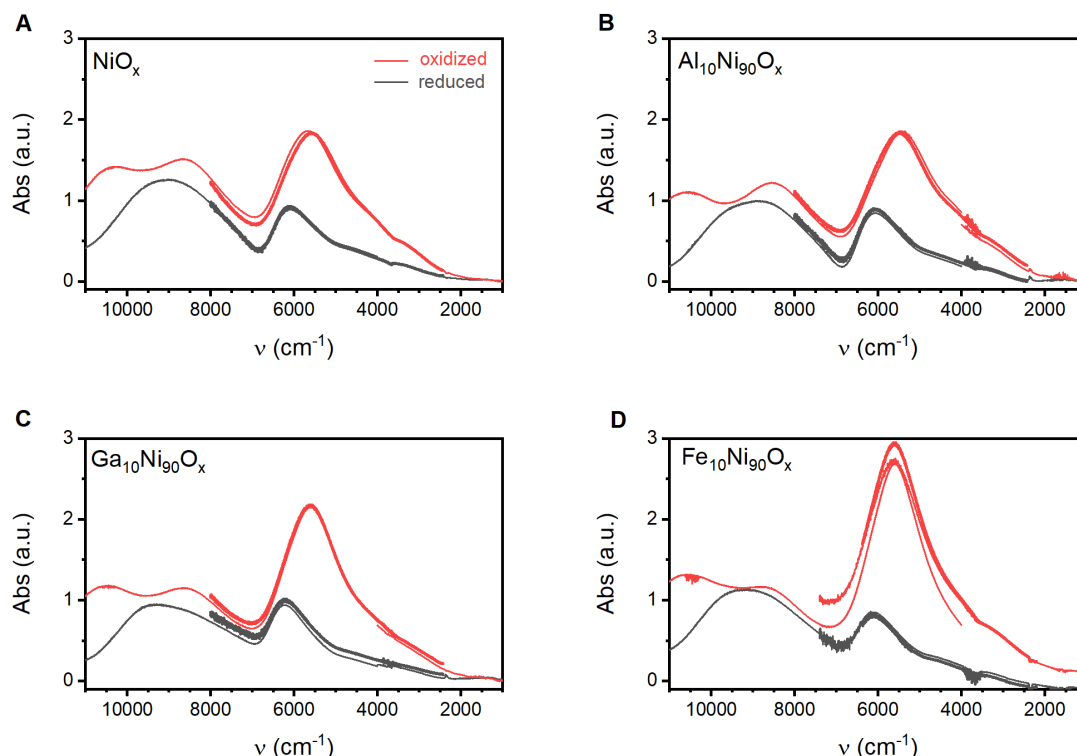 A
3
NiOₓ
oxidized
reduced
2
Abs (a.u.)
1
0
10000 8000 6000 4000 2000
ν (cm⁻¹)
B
3
Al₁₀Ni₉₀Oₓ
2
Abs (a.u.)
1
0
10000 8000 6000 4000 2000
ν (cm⁻¹)
C
3
Ga₁₀Ni₉₀Oₓ
2
Abs (a.u.)
1
0
10000 8000 6000 4000 2000
ν (cm⁻¹)
D
3
Fe₁₀Ni₉₀Oₓ
2
Abs (a.u.)
1
0
10000 8000 6000 4000 2000
ν (cm⁻¹)